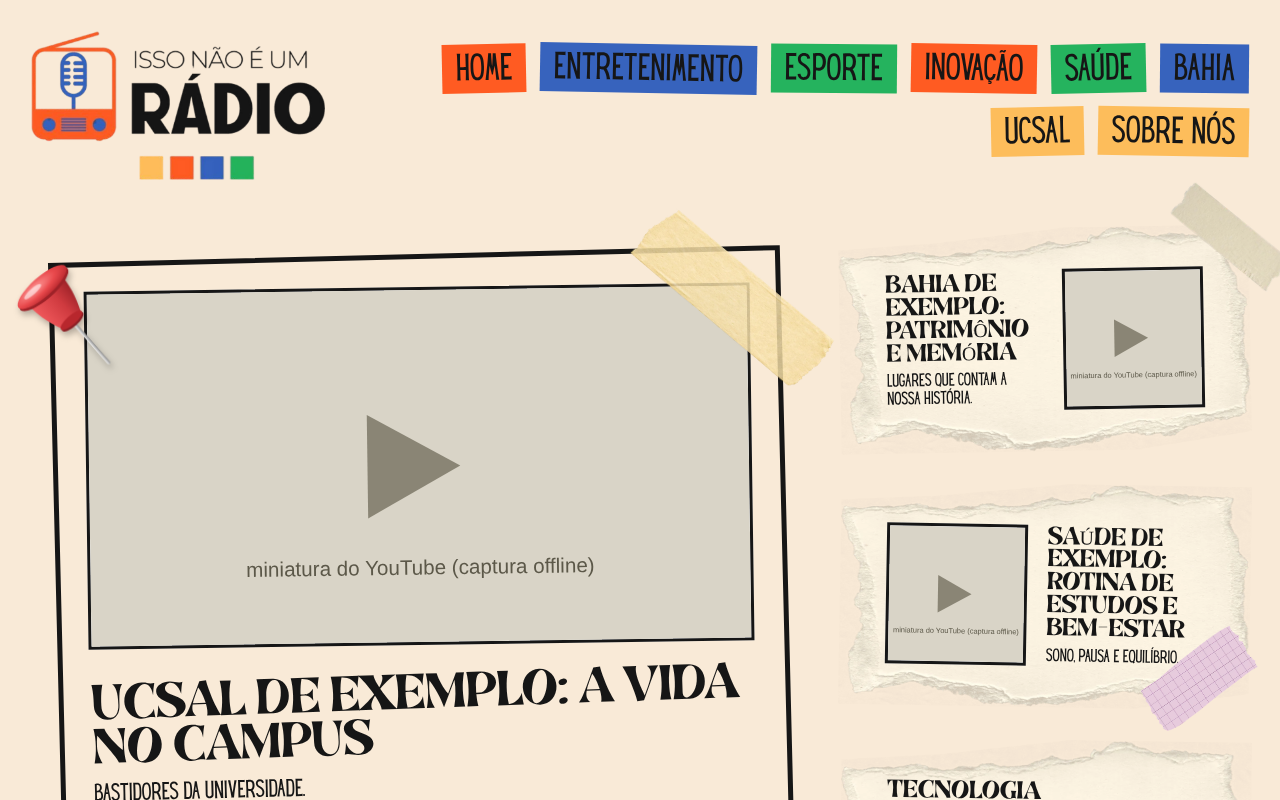 ISSO NÃO É UM
RÁDIO
HOME
ENTRETENIMENTO
ESPORTE
INOVAÇÃO
SAÚDE
BAHIA
UCSAL
SOBRE NÓS
miniatura do YouTube (captura offline)
UCSAL DE EXEMPLO: A VIDA
NO CAMPUS
BASTIDORES DA UNIVERSIDADE.
BAHIA DE
EXEMPLO:
PATRIMÔNIO
E MEMÓRIA
LUGARES QUE CONTAM A
NOSSA HISTÓRIA.
miniatura do YouTube (captura offline)
miniatura do YouTube (captura offline)
SAÚDE DE
EXEMPLO:
ROTINA DE
ESTUDOS E
BEM-ESTAR
SONO, PAUSA E EQUILÍBRIO.
TECNOLOGIA